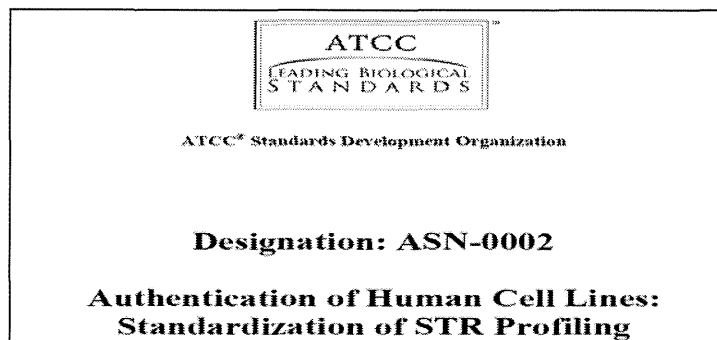 ATCC
LEADING BIOLOGICAL
STANDARDS
™
ATCC® Standards Development Organization
Designation: ASN-0002
Authentication of Human Cell Lines:
Standardization of STR Profiling